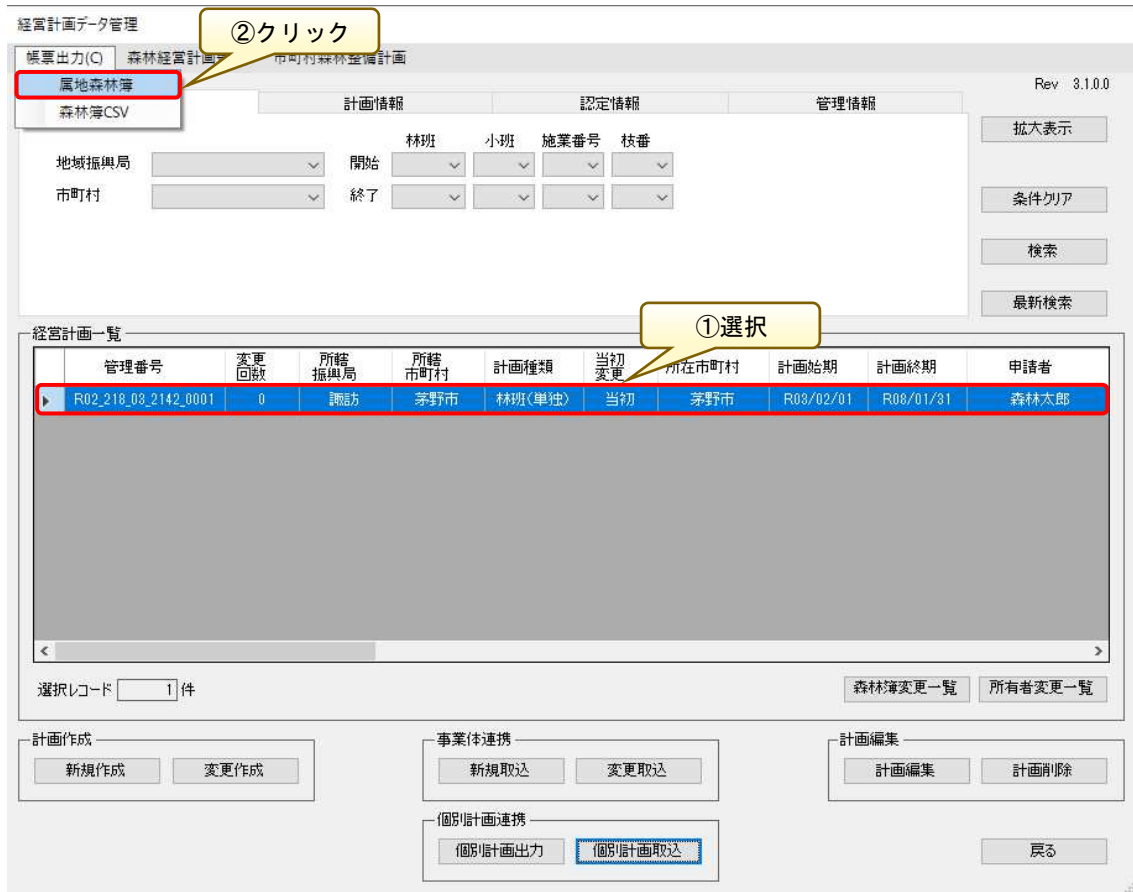 経営計画データ管理
②クリック
帳票出力(C) 森林経営計画 市町村森林整備計画
属地森林簿
森林簿CSV
Rev 3.1.0.0
計画情報 認定情報 管理情報
拡大表示
林班 小班 施業番号 枝番
地域振興局 開始
市町村 終了
条件クリア
検索
最新検索
①選択
経営計画一覧
管理番号 変更回数 所轄振興局 所轄市町村 計画種類 当初変更 所在市町村 計画始期 計画終期 申請者
R02_218_03_2142_0001 0 諏訪 茅野市 林班(単独) 当初 茅野市 R03/02/01 R08/01/31 森林太郎
選択レコード 1 件 森林簿変更一覧 所有者変更一覧
計画作成 事業体連携 計画編集
新規作成 変更作成 新規取込 変更取込 計画編集 計画削除
個別計画連携
個別計画出力 個別計画取込 戻る